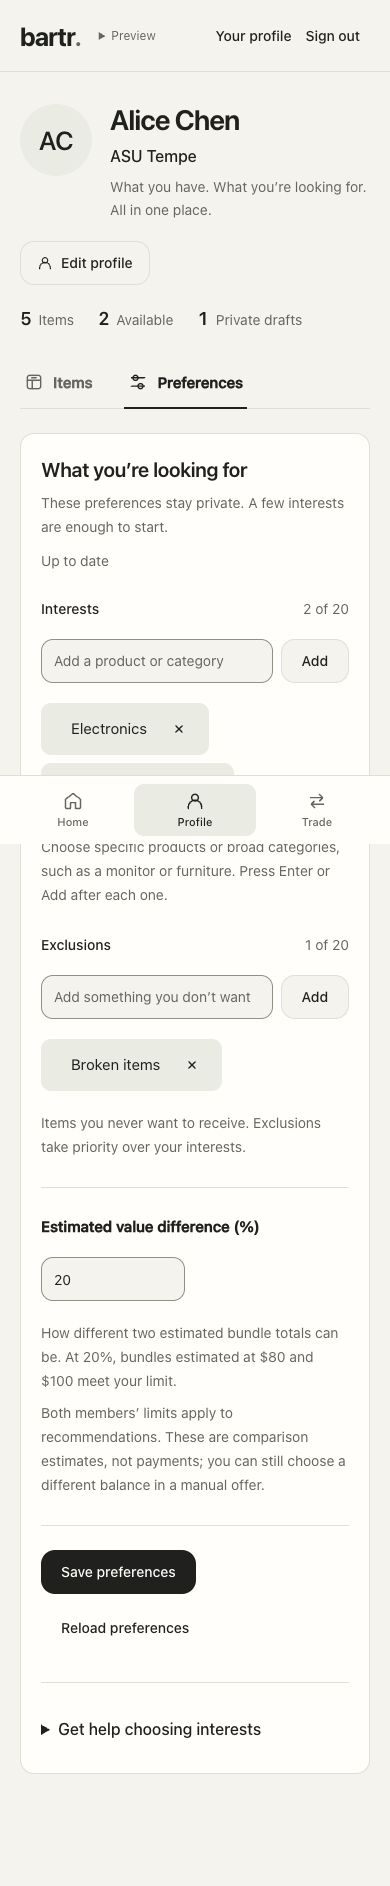 bartr.
Preview
Your profile
Sign out
AC
Alice Chen
ASU Tempe
What you have. What you’re looking for.
All in one place.
Edit profile
5 Items
2 Available
1 Private drafts
Items
Preferences
What you’re looking for
These preferences stay private. A few interests
are enough to start.
Up to date
Interests
2 of 20
Add a product or category
Add
Electronics ×
Home
Profile
Trade
Choose specific products or broad categories,
such as a monitor or furniture. Press Enter or
Add after each one.
Exclusions
1 of 20
Add something you don’t want
Add
Broken items ×
Items you never want to receive. Exclusions
take priority over your interests.
Estimated value difference (%)
20
How different two estimated bundle totals can
be. At 20%, bundles estimated at $80 and
$100 meet your limit.
Both members’ limits apply to
recommendations. These are comparison
estimates, not payments; you can still choose a
different balance in a manual offer.
Save preferences
Reload preferences
Get help choosing interests